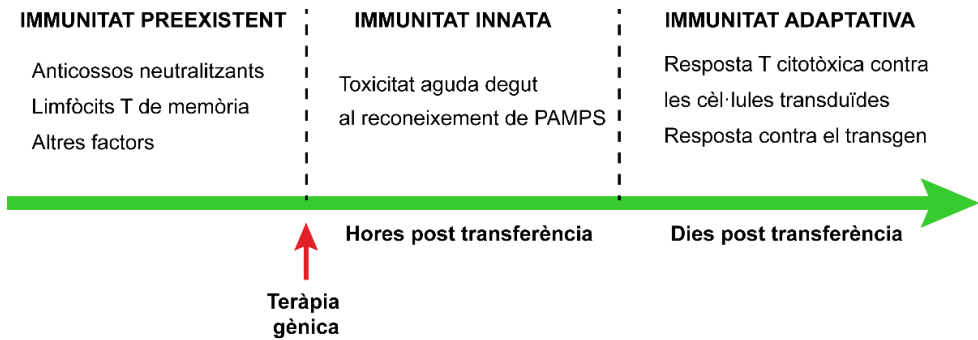 IMMUNITAT PREEXISTENT
Anticossos neutralitzants
Limfòcits T de memòria
Altres factors
IMMUNITAT INNATA
Toxicitat aguda degut
al reconeixement de PAMPS
IMMUNITAT ADAPTATIVA
Resposta T citotòxica contra
les cèl·lules transduïdes
Resposta contra el transgen
Hores post transferència
Dies post transferència
Teràpia
gènica